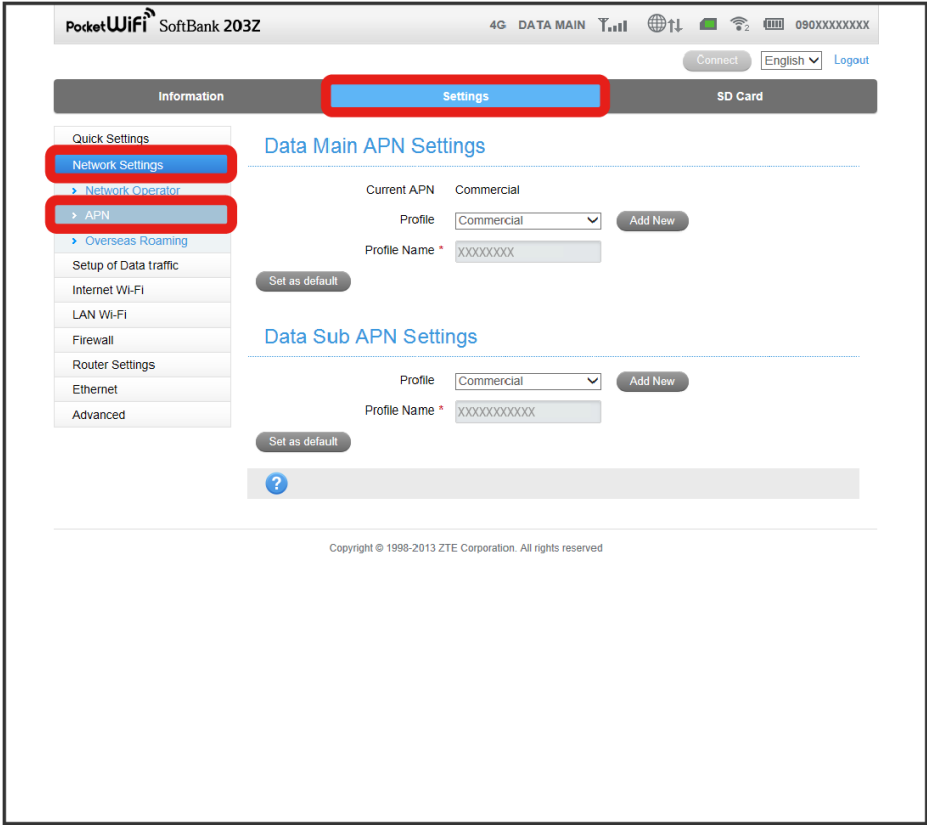 PocketWiFi SoftBank 203Z 4G DATA MAIN 2 090XXXXXXXX
Connect English Logout
Information Settings SD Card
Quick Settings
Network Settings
Network Operator
APN
Overseas Roaming
Setup of Data traffic
Internet Wi-Fi
LAN Wi-Fi
Firewall
Router Settings
Ethernet
Advanced
Data Main APN Settings
Current APN Commercial
Profile Commercial Add New
Profile Name * XXXXXXXX
Set as default
Data Sub APN Settings
Profile Commercial Add New
Profile Name * XXXXXXXXXXX
Set as default
?
Copyright © 1998-2013 ZTE Corporation. All rights reserved